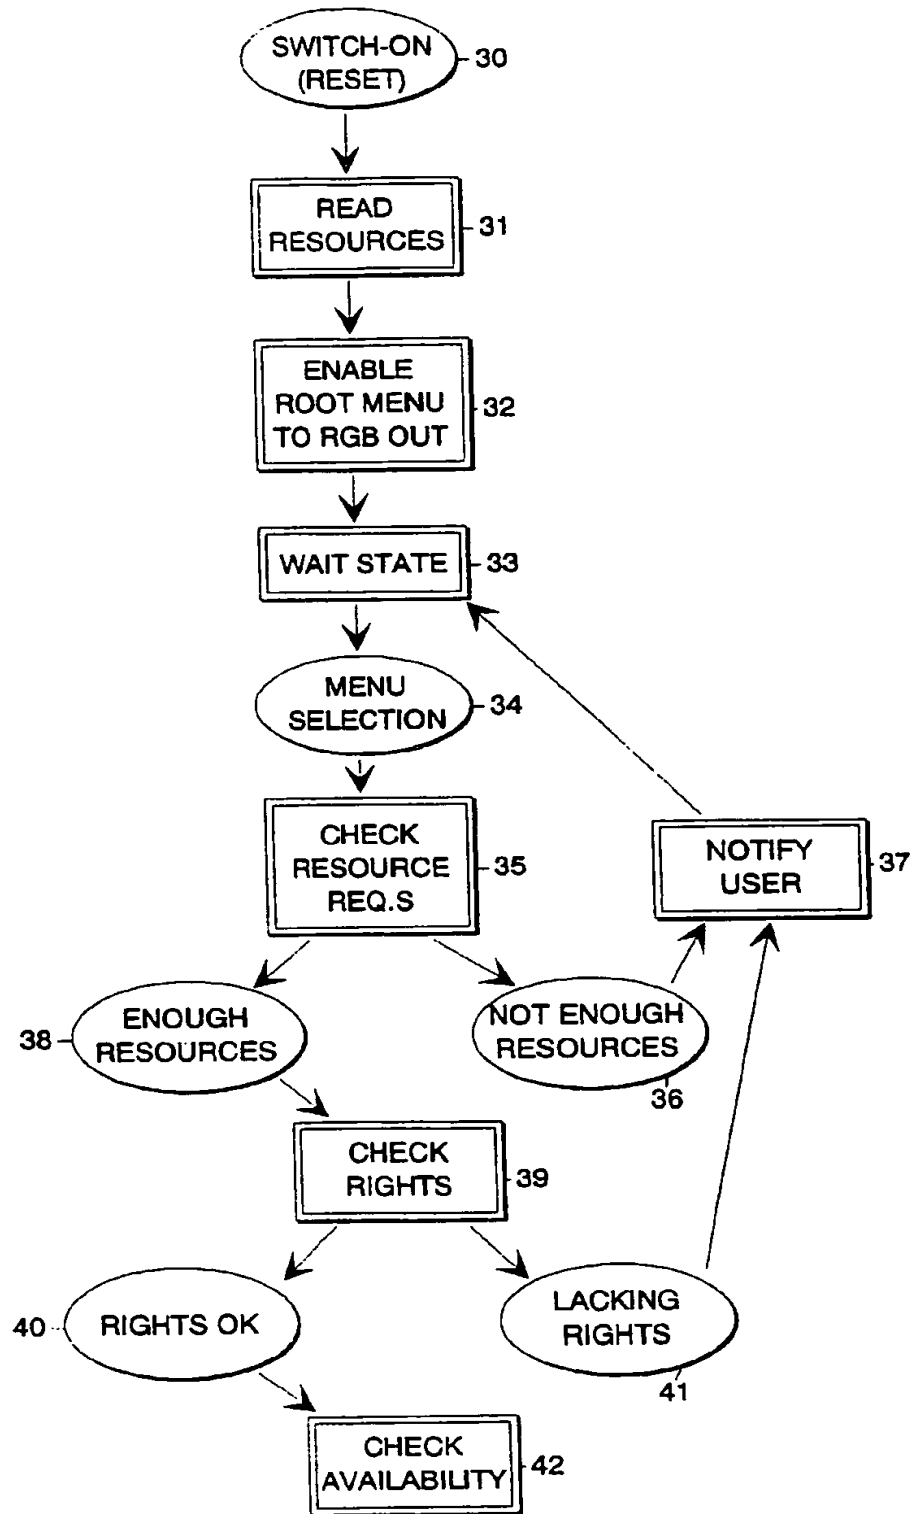 SWITCH-ON
(RESET)
30
READ
RESOURCES
31
ENABLE
ROOT MENU
TO RGB OUT
32
WAIT STATE
33
MENU
SELECTION
34
CHECK
RESOURCE
REQ.S
35
NOTIFY
USER
37
ENOUGH
RESOURCES
38
NOT ENOUGH
RESOURCES
36
CHECK
RIGHTS
39
RIGHTS OK
40
LACKING
RIGHTS
41
CHECK
AVAILABILITY
42